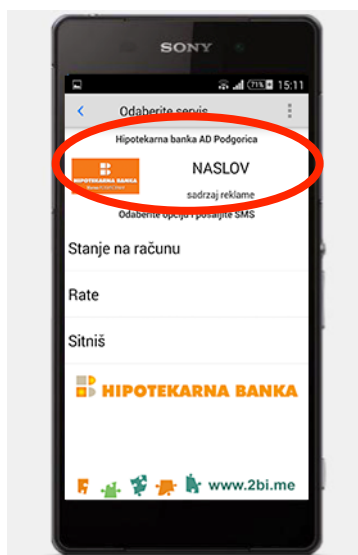 SONY
71% 15:11
Odaberite servis
Hipotekarna banka AD Podgorica
HIPOTEKARNA BANKA
NASLOV
sadrzaj reklame
Odaberite opciju i pošaljite SMS
Stanje na računu
Rate
Sitniš
HIPOTEKARNA BANKA
www.2bi.me